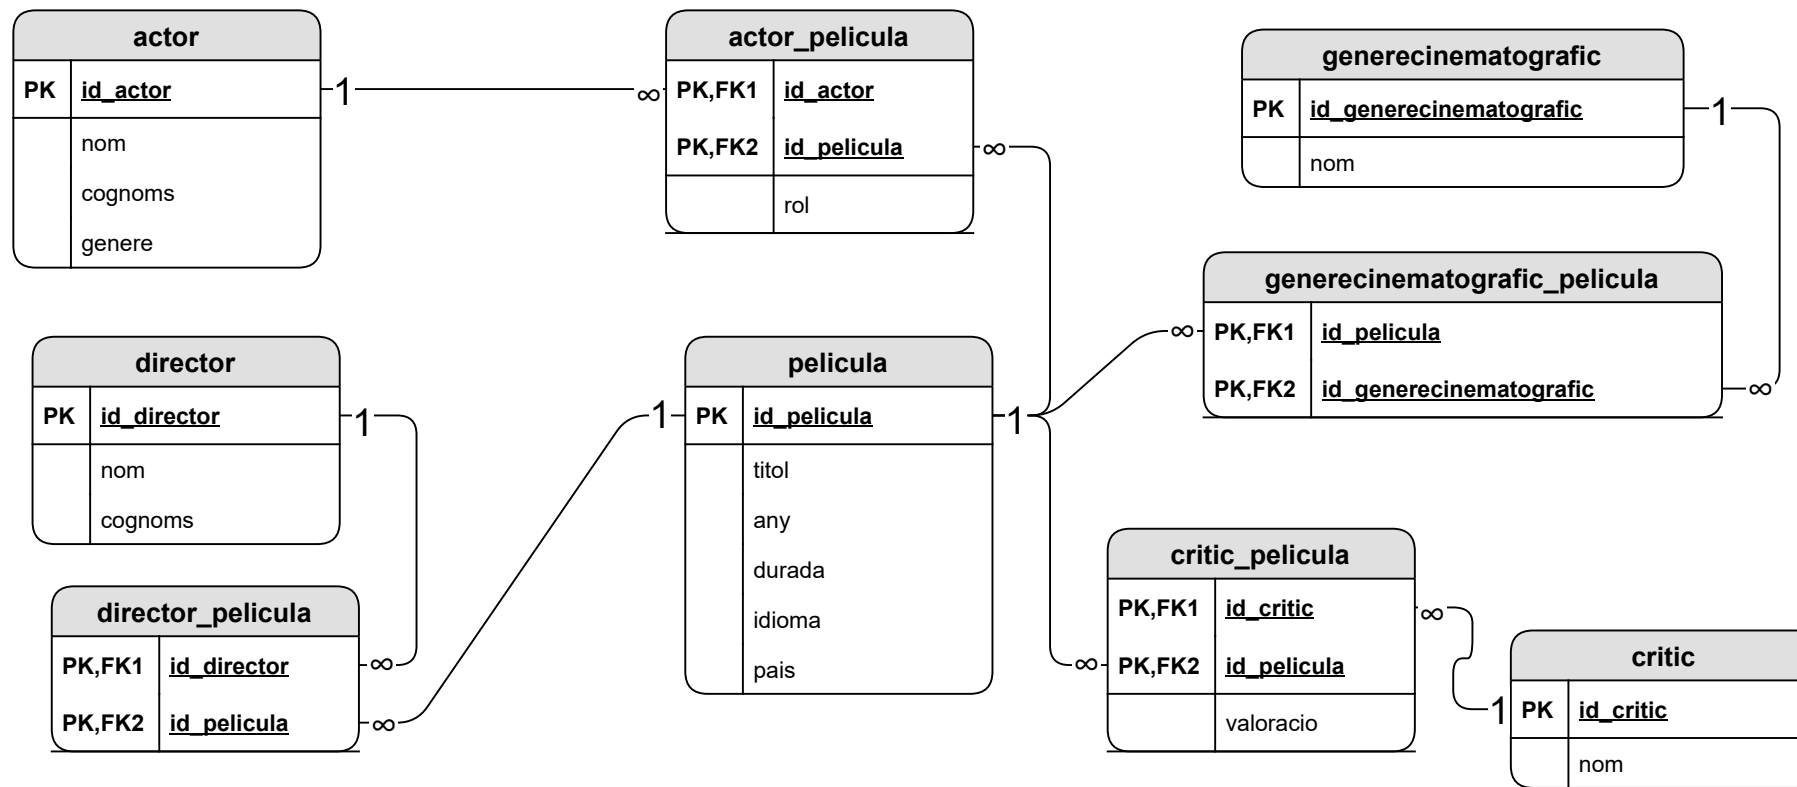 actor
PK id_actor
nom
cognoms
genere
1
∞
actor_pelicula
PK,FK1 id_actor
PK,FK2 id_pelicula
rol
∞
generecinematografic
PK id_generecinematografic
nom
1
generecinematografic_pelicula
PK,FK1 id_pelicula
PK,FK2 id_generecinematografic
∞
∞
director
PK id_director
nom
cognoms
1
director_pelicula
PK,FK1 id_director
PK,FK2 id_pelicula
∞
∞
pelicula
1
PK id_pelicula
1
titol
any
durada
idioma
pais
critic_pelicula
PK,FK1 id_critic
PK,FK2 id_pelicula
valoracio
∞
∞
critic
1
PK id_critic
nom